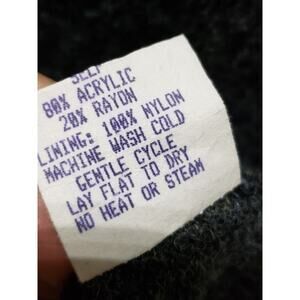 SELF
80% ACRYLIC
20% RAYON
LINING: 100% NYLON
MACHINE WASH COLD
GENTLE CYCLE
LAY FLAT TO DRY
NO HEAT OR STEAM